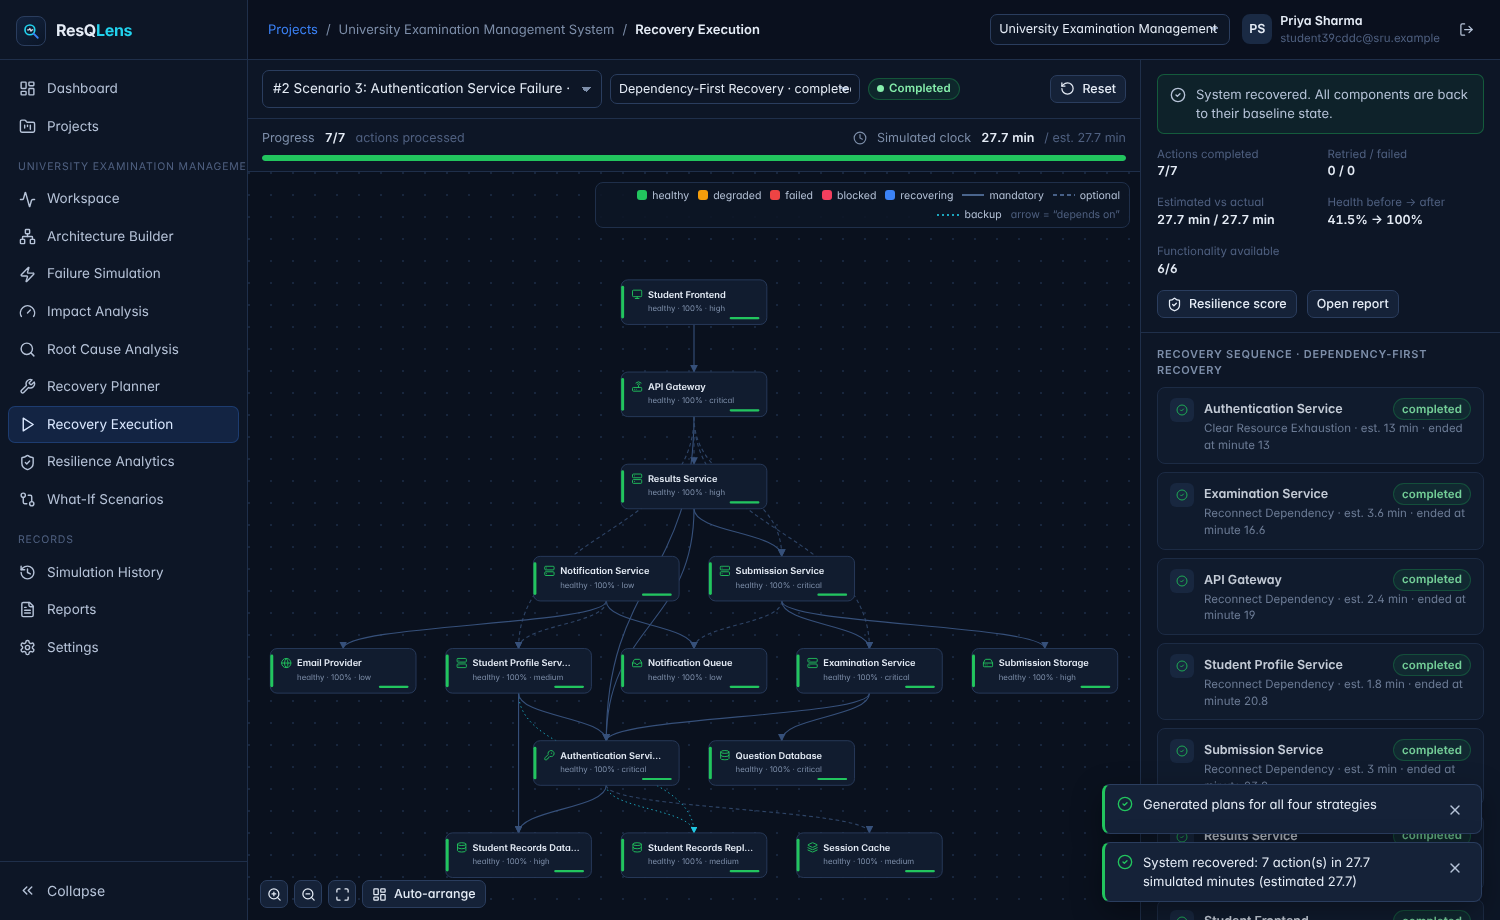 ResQLens
Dashboard
Projects
UNIVERSITY EXAMINATION MANAGEME
Workspace
Architecture Builder
Failure Simulation
Impact Analysis
Root Cause Analysis
Recovery Planner
Recovery Execution
Resilience Analytics
What-If Scenarios
RECORDS
Simulation History
Reports
Settings
Collapse
Projects / University Examination Management System / Recovery Execution
University Examination Management
PS
Priya Sharma
student39cddc@sru.example
#2 Scenario 3: Authentication Service Failure ·
Dependency-First Recovery · complete
Completed
Reset
Progress 7/7 actions processed
Simulated clock 27.7 min / est. 27.7 min
healthy degraded failed blocked recovering mandatory optional
backup arrow = "depends on"
Student Frontend
healthy · 100% · high
API Gateway
healthy · 100% · critical
Results Service
healthy · 100% · high
Notification Service
healthy · 100% · low
Submission Service
healthy · 100% · critical
Email Provider
healthy · 100% · low
Student Profile Serv...
healthy · 100% · medium
Notification Queue
healthy · 100% · low
Examination Service
healthy · 100% · critical
Submission Storage
healthy · 100% · high
Authentication Servi...
healthy · 100% · critical
Question Database
healthy · 100% · critical
Student Records Data...
healthy · 100% · high
Student Records Repl...
healthy · 100% · medium
Session Cache
healthy · 100% · medium
Auto-arrange
System recovered. All components are back
to their baseline state.
Actions completed
7/7
Retried / failed
0 / 0
Estimated vs actual
27.7 min / 27.7 min
Health before → after
41.5% → 100%
Functionality available
6/6
Resilience score
Open report
RECOVERY SEQUENCE · DEPENDENCY-FIRST
RECOVERY
Authentication Service completed
Clear Resource Exhaustion · est. 13 min · ended
at minute 13
Examination Service completed
Reconnect Dependency · est. 3.6 min · ended at
minute 16.6
API Gateway completed
Reconnect Dependency · est. 2.4 min · ended at
minute 19
Student Profile Service completed
Reconnect Dependency · est. 1.8 min · ended at
minute 20.8
Submission Service completed
Reconnect Dependency · est. 3 min · ended at
Generated plans for all four strategies
Results Service completed
System recovered: 7 action(s) in 27.7
simulated minutes (estimated 27.7)
Student Frontend completed